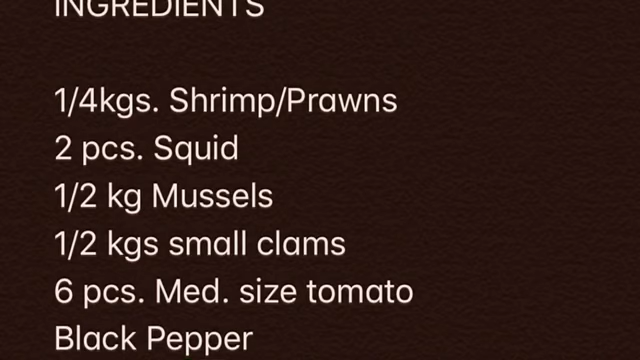 INGREDIENTS
1/4kgs. Shrimp/Prawns
2 pcs. Squid
1/2 kg Mussels
1/2 kgs small clams
6 pcs. Med. size tomato
Black Pepper